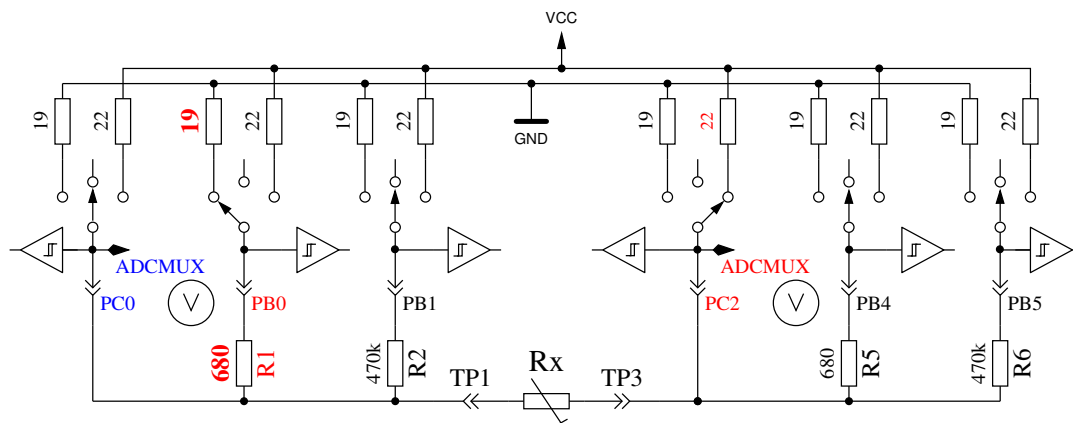 VCC
19
22
19
22
19
22
GND
19
22
19
22
19
22
ADCMUX
ADCMUX
PC0
V
PB0
PB1
PC2
V
PB4
PB5
680
R1
470k
R2
TP1
Rx
TP3
680
R5
470k
R6